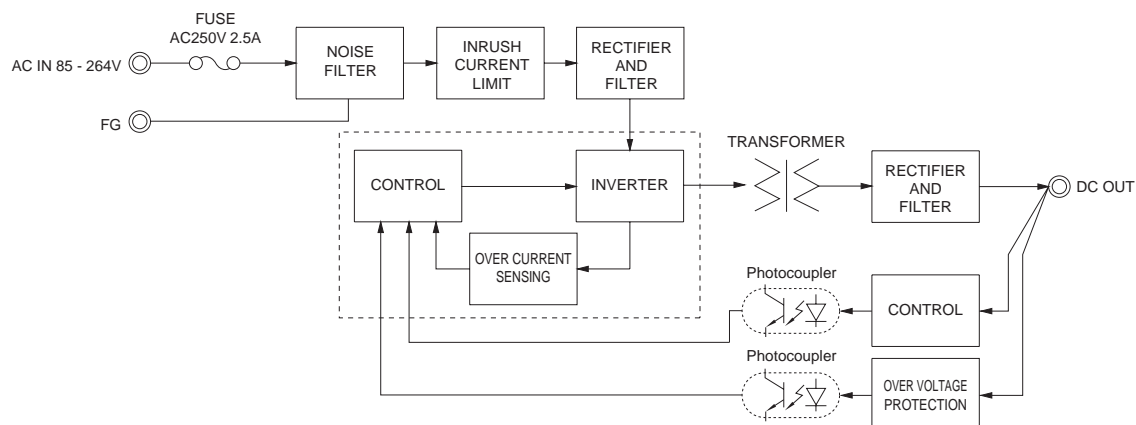 FUSE
AC250V 2.5A
AC IN 85 - 264V
FG
NOISE
FILTER
INRUSH
CURRENT
LIMIT
RECTIFIER
AND
FILTER
CONTROL
INVERTER
OVER CURRENT
SENSING
TRANSFORMER
RECTIFIER
AND
FILTER
DC OUT
Photocoupler
CONTROL
Photocoupler
OVER VOLTAGE
PROTECTION